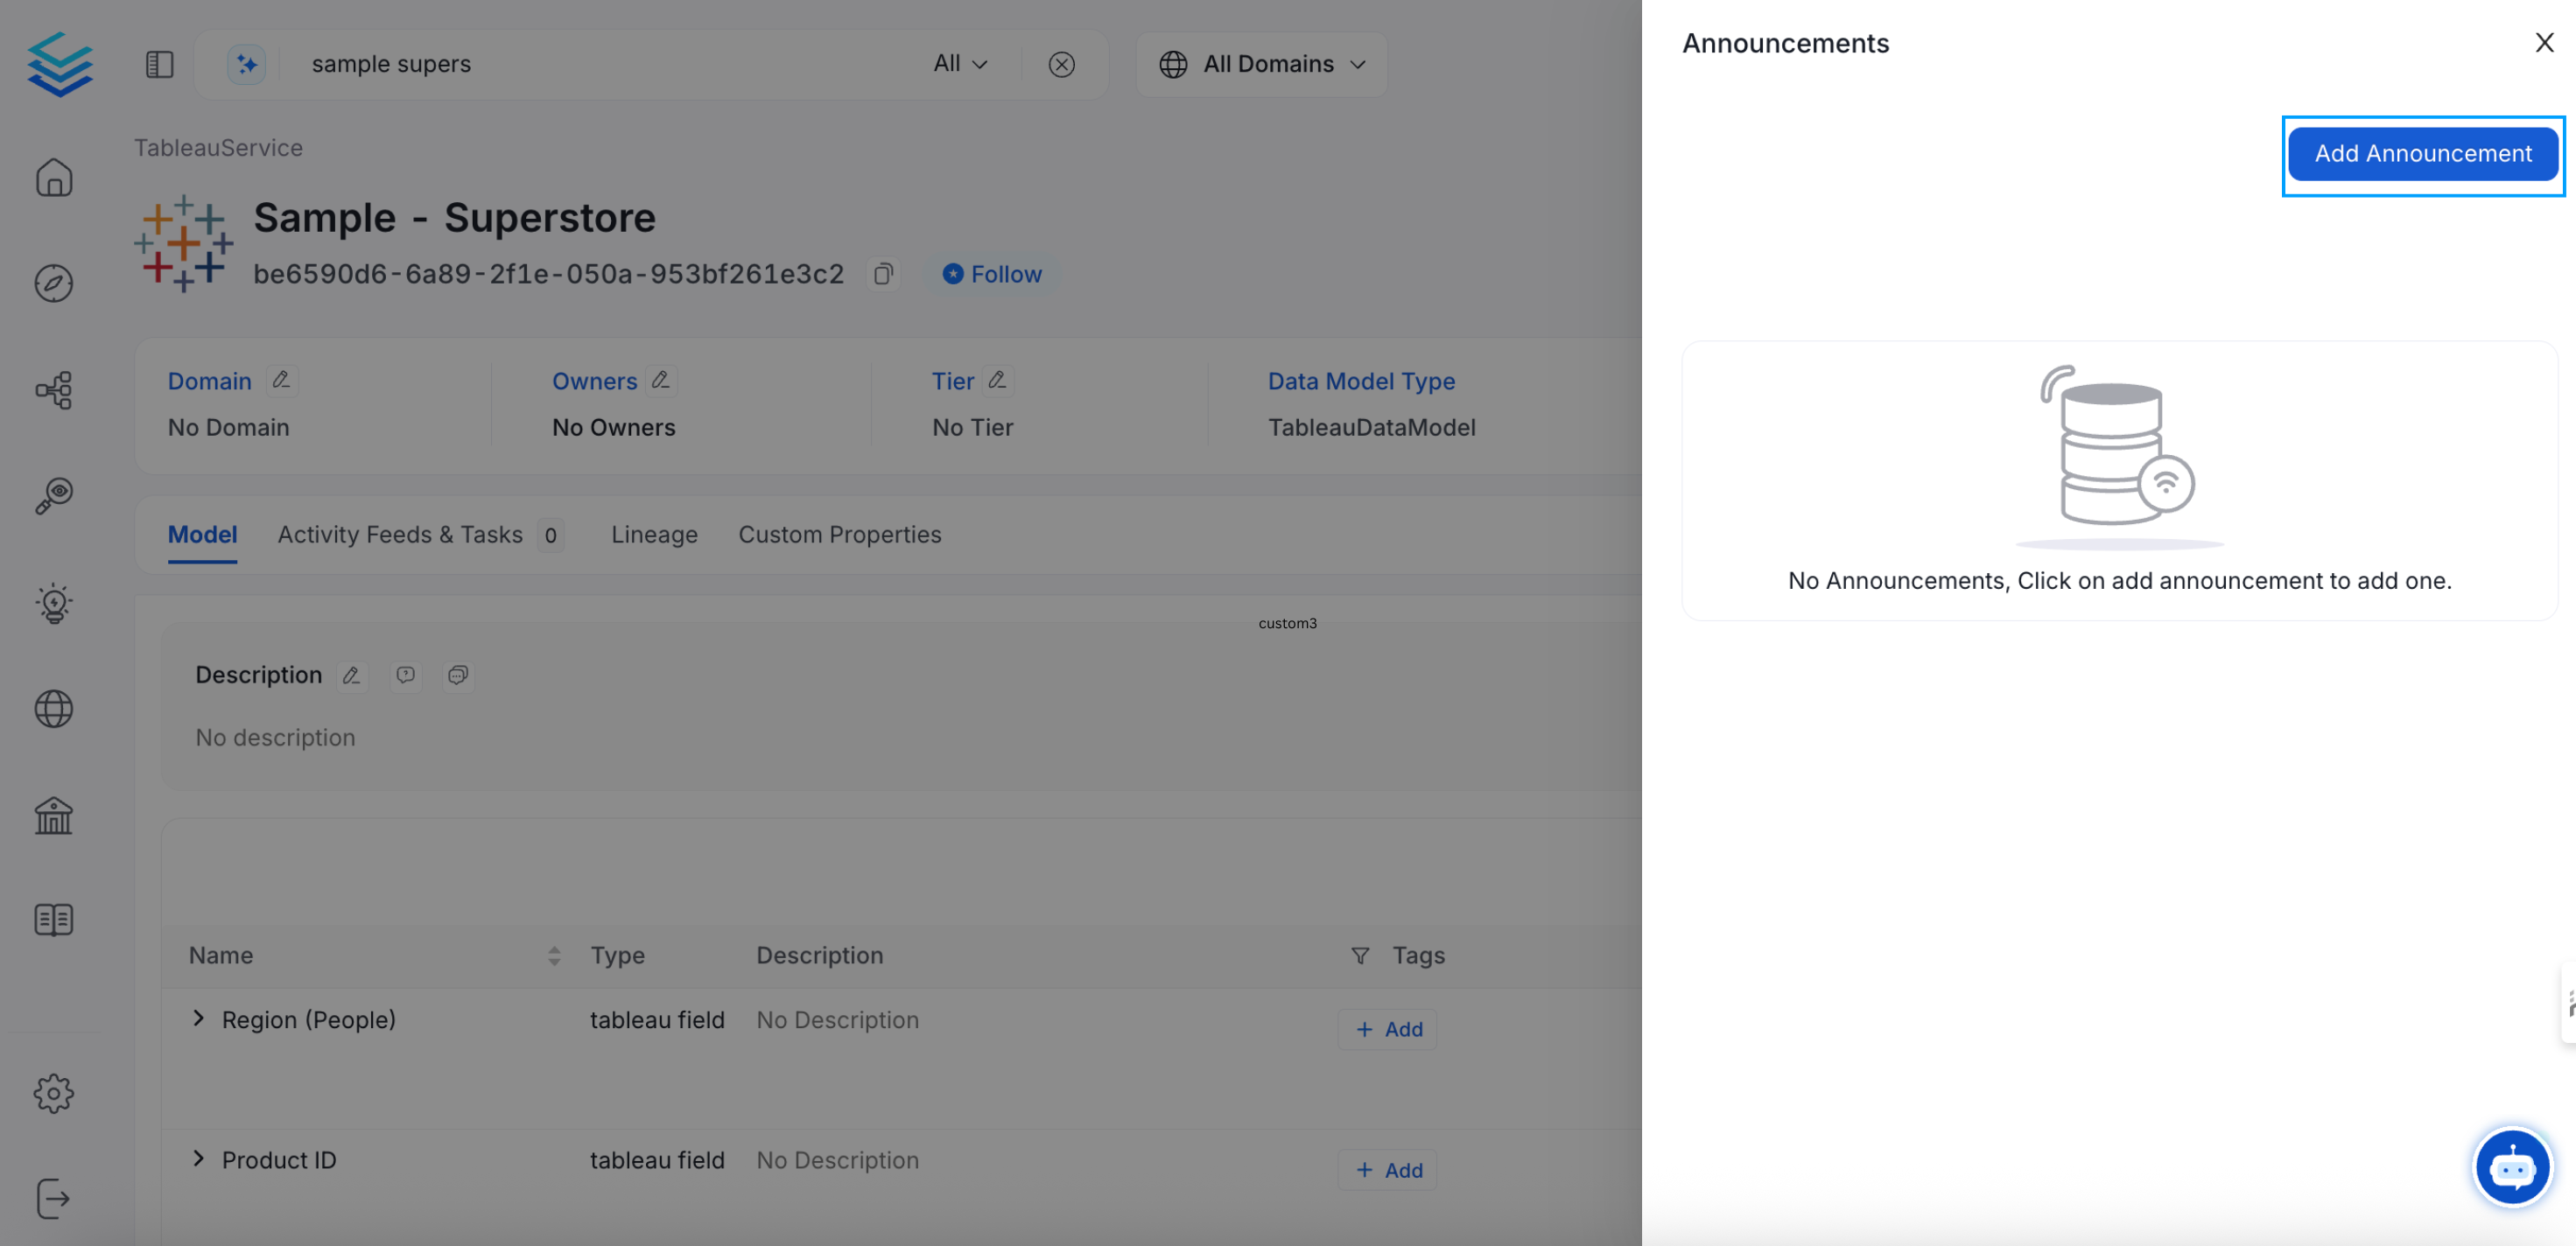 sample supers
All
All Domains
TableauService
Sample - Superstore
be6590d6-6a89-2f1e-050a-953bf261e3c2
Follow
Domain
Owners
Tier
Data Model Type
No Domain
No Owners
No Tier
TableauDataModel
Model
Activity Feeds & Tasks 0
Lineage
Custom Properties
custom3
Description
No description
Name
Type
Description
Tags
Region (People)
tableau field
No Description
+ Add
Product ID
tableau field
No Description
+ Add
Announcements
Add Announcement
No Announcements, Click on add announcement to add one.